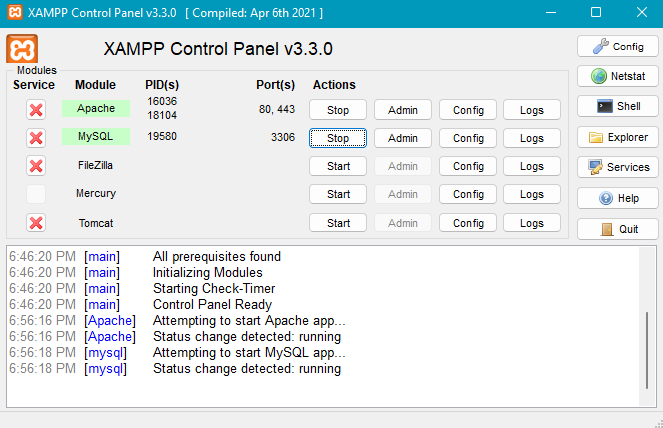 XAMPP Control Panel v3.3.0 [ Compiled: Apr 6th 2021 ]
XAMPP Control Panel v3.3.0
Config
Modules
Service Module PID(s) Port(s) Actions
Netstat
Apache 16036 18104 80, 443 Stop Admin Config Logs
Shell
MySQL 19580 3306 Stop Admin Config Logs
Explorer
FileZilla Start Admin Config Logs
Services
Mercury Start Admin Config Logs
Help
Tomcat Start Admin Config Logs
Quit
6:46:20 PM [main] All prerequisites found
6:46:20 PM [main] Initializing Modules
6:46:20 PM [main] Starting Check-Timer
6:46:20 PM [main] Control Panel Ready
6:56:16 PM [Apache] Attempting to start Apache app...
6:56:16 PM [Apache] Status change detected: running
6:56:18 PM [mysql] Attempting to start MySQL app...
6:56:18 PM [mysql] Status change detected: running